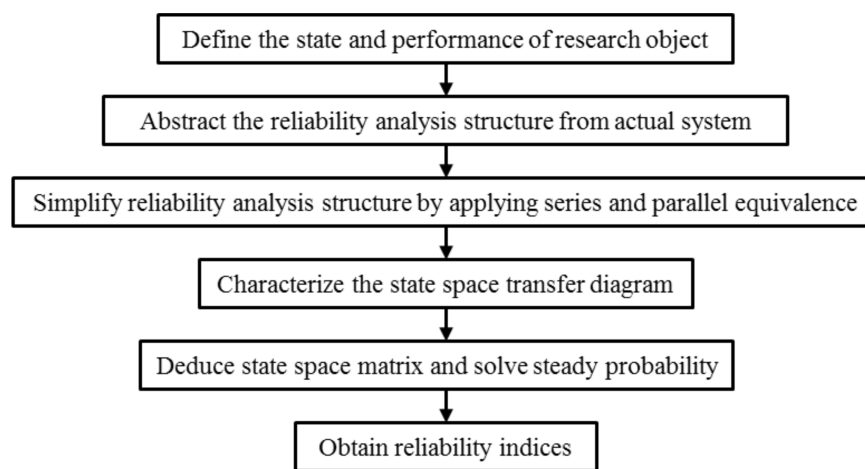 Define the state and performance of research object
Abstract the reliability analysis structure from actual system
Simplify reliability analysis structure by applying series and parallel equivalence
Characterize the state space transfer diagram
Deduce state space matrix and solve steady probability
Obtain reliability indices